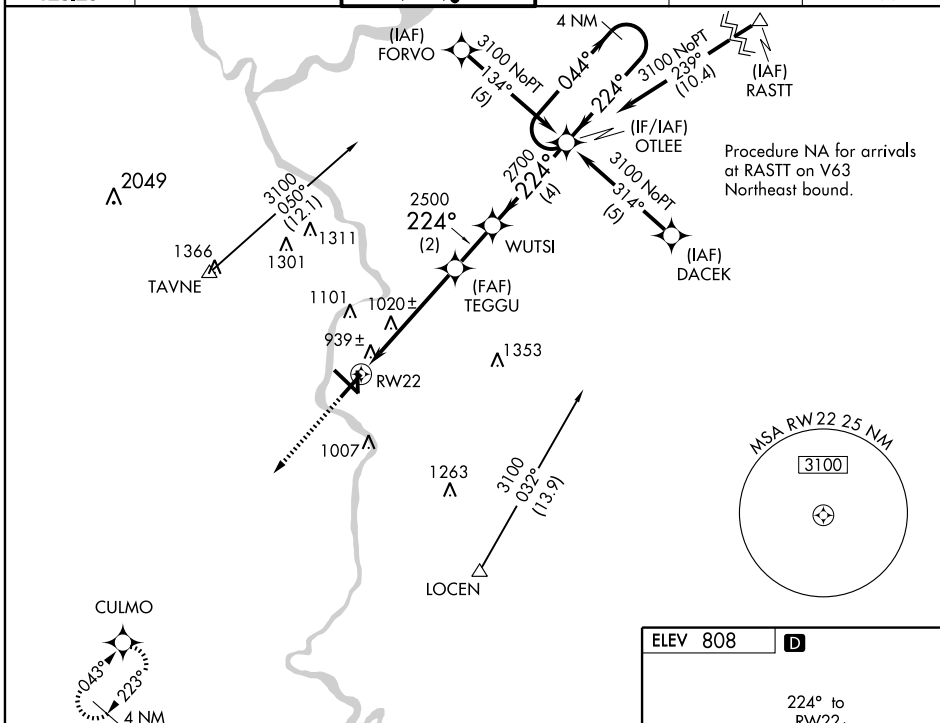 4 NM
(IAF)
FORVO
3100 NoPT
134°
(5)
044°
224°
3100 NoPT
239°
(10.4)
(IAF)
RASTT
(IF/IAF)
OTLEE
Procedure NA for arrivals
at RASTT on V63
Northeast bound.
2049
3100
050°
(12.1)
2700
224°
(4)
3100 NoPT
314°
(5)
2500
224°
(2)
WUTSI
1366
1301
1311
TAVNE
(IAF)
DACEK
(FAF)
TEGGU
1101
1020±
939±
1353
RW22
1007
1263
3100
032°
(13.9)
LOCEN
MSA RW22 25 NM
3100
CULMO
043°
223°
4 NM
ELEV 808
D
224° to
RW22